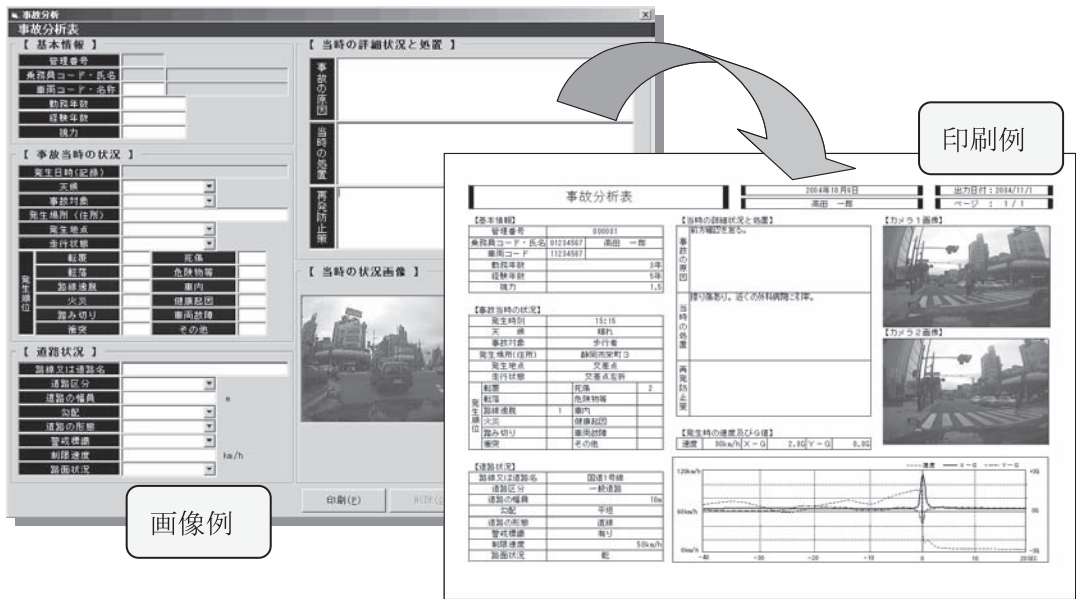 事故分析
事故分析表
【 基本情報 】
管理番号
乗務員コード・氏名
車両コード・名称
勤務年数
経験年数
視力
【 事故当時の状況 】
発生日時(記録)
天候
事故対象
発生場所（住所）
発生地点
走行状態
発生順位
転覆
死傷
転落
危険物等
路線逸脱
車内
火災
健康起因
踏み切り
車両故障
衝突
その他
【 道路状況 】
路線又は道路名
道路区分
道路の幅員
m
勾配
道路の形態
警戒標識
制限速度
km/h
路面状況
【 当時の詳細状況と処置 】
事故の原因
当時の処置
再発防止策
【 当時の状況画像 】
印刷(P)
画像例
印刷例
事故分析表
2004年10月6日
高田 一郎
出力日付：2004/11/1
ページ ： 1/1
【基本情報】
管理番号 000001
乗務員コード・氏名 01234567 高田 一郎
車両コード 11234567
勤務年数 3年
経験年数 5年
視力 1.5
【事故当時の状況】
発生時刻 15:15
天 候 晴れ
事故対象 歩行者
発生場所(住所) 静岡市栄町３
発生地点 交差点
走行状態 交差点右折
発生順位
転覆 死傷 2
転落 危険物等
路線逸脱 1 車内
火災 健康起因
踏み切り 車両故障
衝突 その他
【道路状況】
路線又は道路名 国道1号線
道路区分 一般道路
道路の幅員 10m
勾配 平坦
道路の形態 直線
警戒標識 有り
制限速度 50km/h
路面状況 乾
【当時の詳細状況と処置】
事故の原因
前方確認を怠る。
当時の処置
擦り傷あり。近くの外科病院に引率。
再発防止策
【カメラ１画像】
【カメラ２画像】
【発生時の速度及びG値】
速度 30km/h X－G 2.0G Y－G 0.0G
速度 X－G Y－G
120km/h
+3G
60km/h
0G
0km/h
-3G
-40 -30 -20 -10 0 10 20SEC